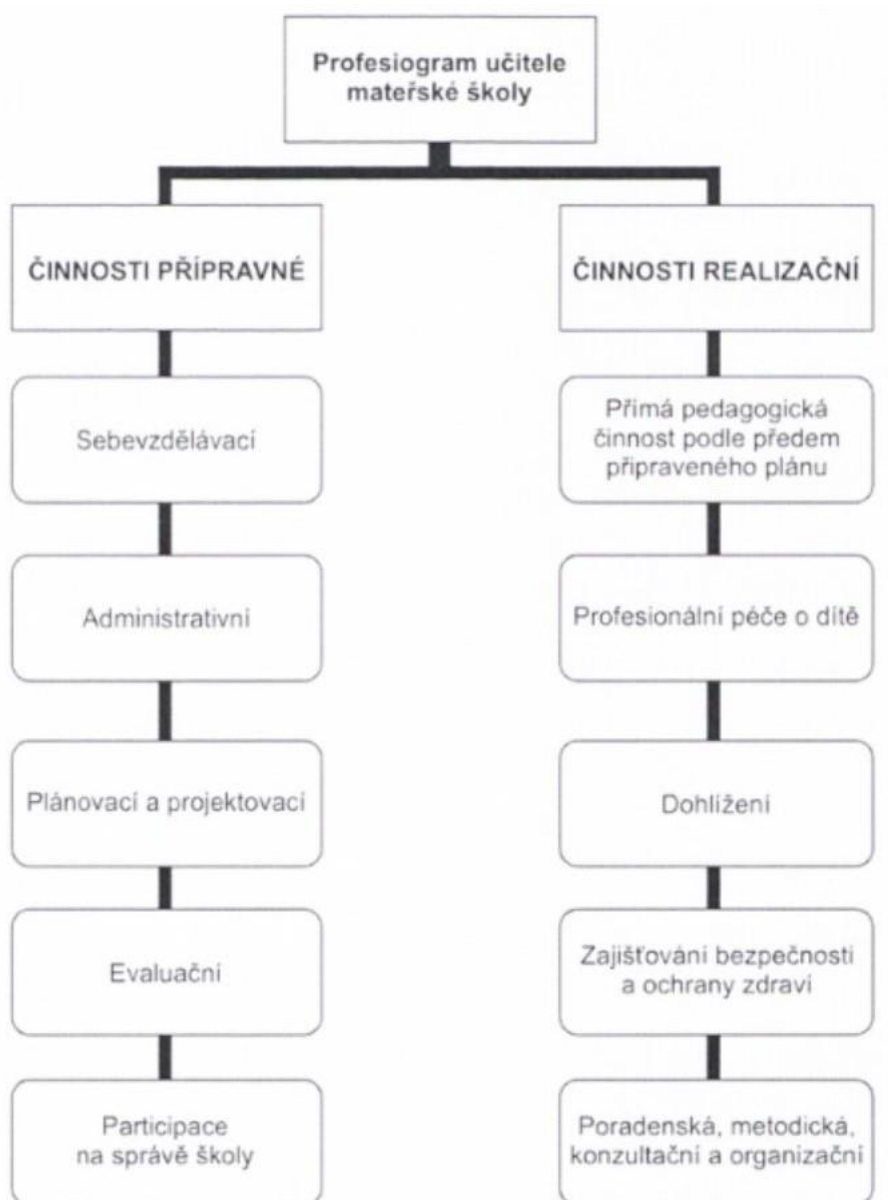 Profesiogram učitele
mateřské školy
ČINNOSTI PŘÍPRAVNÉ
Sebevzdělávací
Administrativní
Plánovací a projektovací
Evaluační
Participace
na správě školy
ČINNOSTI REALIZAČNÍ
Přímá pedagogická
činnost podle předem
připraveného plánu
Profesionální péče o dítě
Dohlížení
Zajišťování bezpečnosti
a ochrany zdraví
Poradenská, metodická,
konzultační a organizační